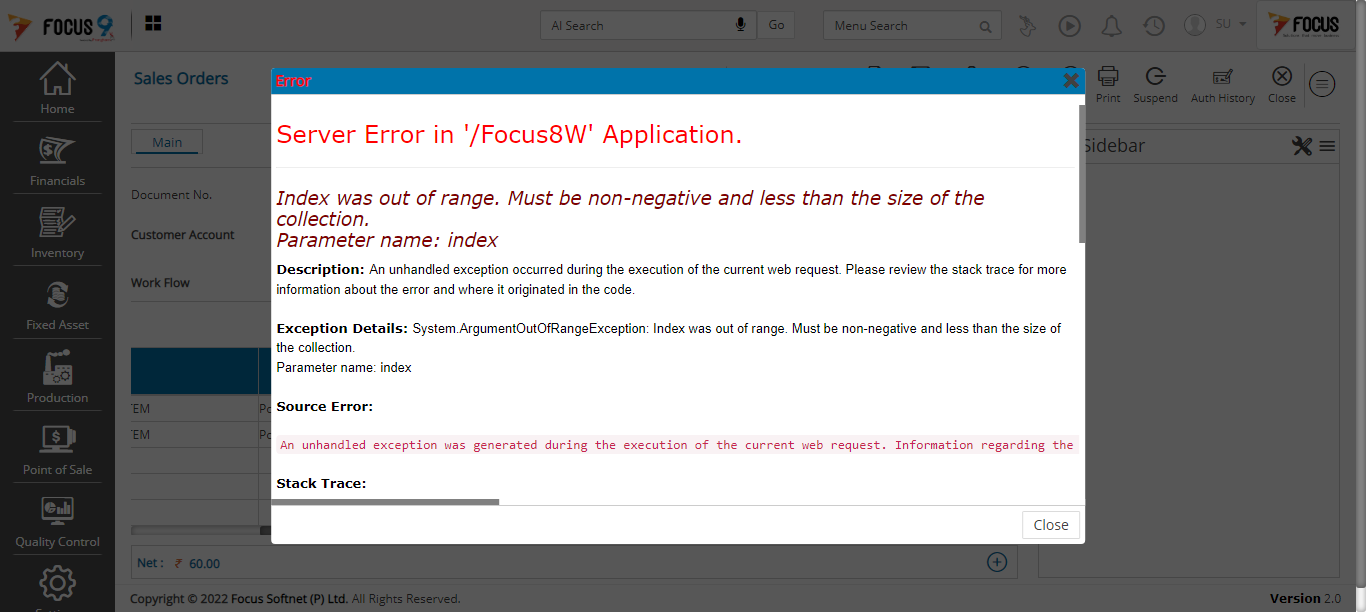 FOCUS 9
AI Search
Go
Menu Search
SU
FOCUS
Home
Financials
Inventory
Fixed Asset
Production
Point of Sale
Quality Control
Sales Orders
Print
Suspend
Auth History
Close
Main
Document No.
Customer Account
Work Flow
TEM
Po
TEM
Po
Net : ₹ 60.00
Sidebar
Error
Server Error in '/Focus8W' Application.
Index was out of range. Must be non-negative and less than the size of the
collection.
Parameter name: index
Description: An unhandled exception occurred during the execution of the current web request. Please review the stack trace for more
information about the error and where it originated in the code.
Exception Details: System.ArgumentOutOfRangeException: Index was out of range. Must be non-negative and less than the size of
the collection.
Parameter name: index
Source Error:
An unhandled exception was generated during the execution of the current web request. Information regarding the
Stack Trace:
Close
Copyright © 2022 Focus Softnet (P) Ltd. All Rights Reserved.
Version 2.0